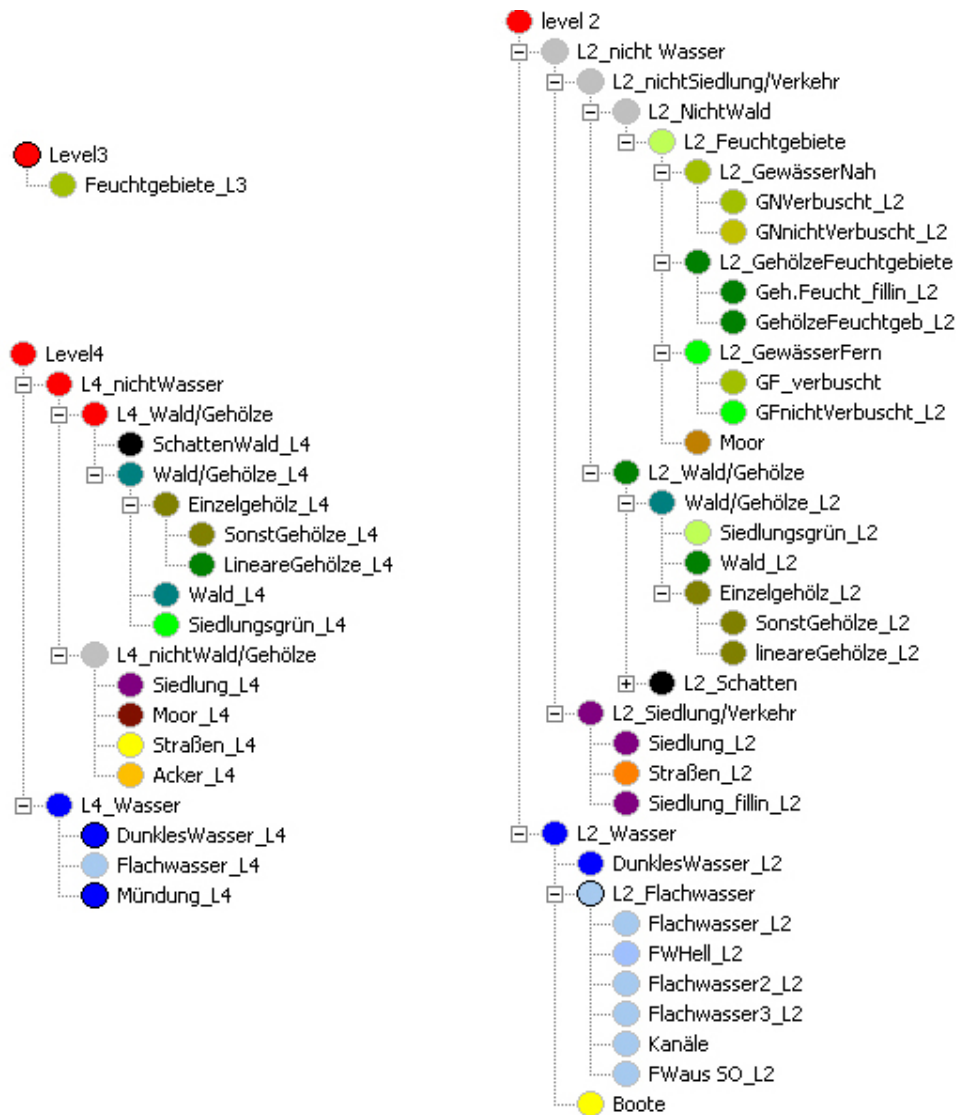 Level3
Feuchtgebiete_L3
Level4
L4_nichtWasser
L4_Wald/Gehölze
SchattenWald_L4
Wald/Gehölze_L4
Einzelgehölz_L4
SonstGehölze_L4
LineareGehölze_L4
Wald_L4
Siedlungsgrün_L4
L4_nichtWald/Gehölze
Siedlung_L4
Moor_L4
Straßen_L4
Acker_L4
L4_Wasser
DunklesWasser_L4
Flachwasser_L4
Mündung_L4
level 2
L2_nicht Wasser
L2_nichtSiedlung/Verkehr
L2_NichtWald
L2_Feuchtgebiete
L2_GewässerNah
GNVerbuscht_L2
GNnichtVerbuscht_L2
L2_GehölzeFeuchtgebiete
Geh.Feucht_fillin_L2
GehölzeFeuchtgeb_L2
L2_GewässerFern
GF_verbuscht
GFnichtVerbuscht_L2
Moor
L2_Wald/Gehölze
Wald/Gehölze_L2
Siedlungsgrün_L2
Wald_L2
Einzelgehölz_L2
SonstGehölze_L2
lineareGehölze_L2
L2_Schatten
L2_Siedlung/Verkehr
Siedlung_L2
Straßen_L2
Siedlung_fillin_L2
L2_Wasser
DunklesWasser_L2
L2_Flachwasser
Flachwasser_L2
FWHell_L2
Flachwasser2_L2
Flachwasser3_L2
Kanäle
FWaus SO_L2
Boote